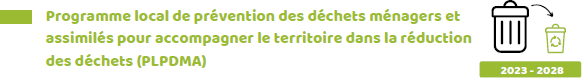 Programme local de prévention des déchets ménagers et
assimilés pour accompagner le territoire dans la réduction
des déchets (PLPDMA)
2023 - 2028